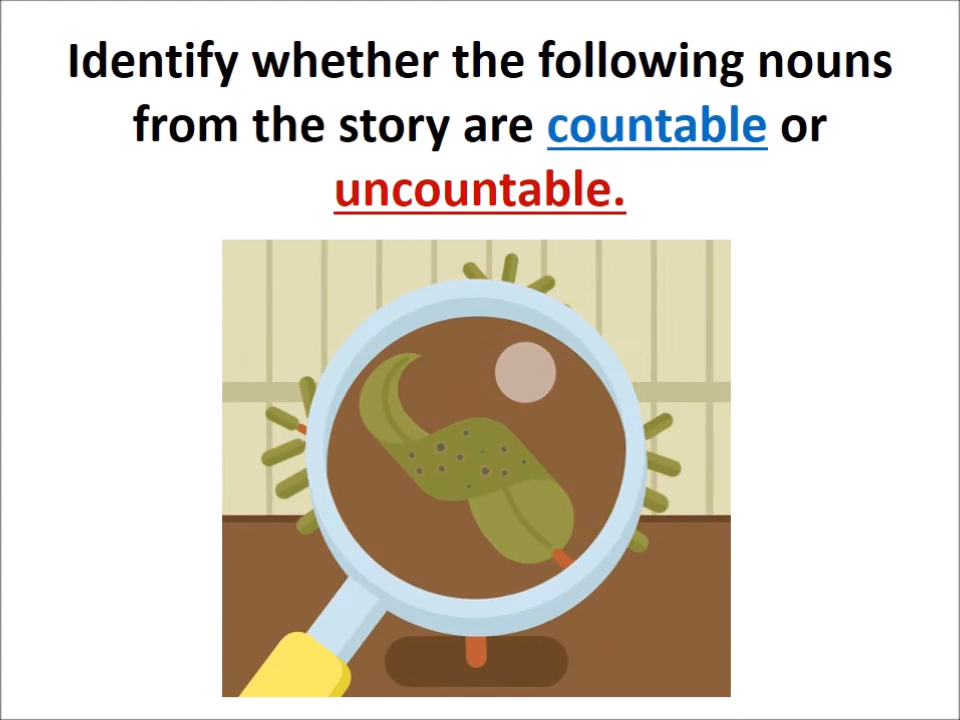 Identify whether the following nouns
from the story are countable or
uncountable.